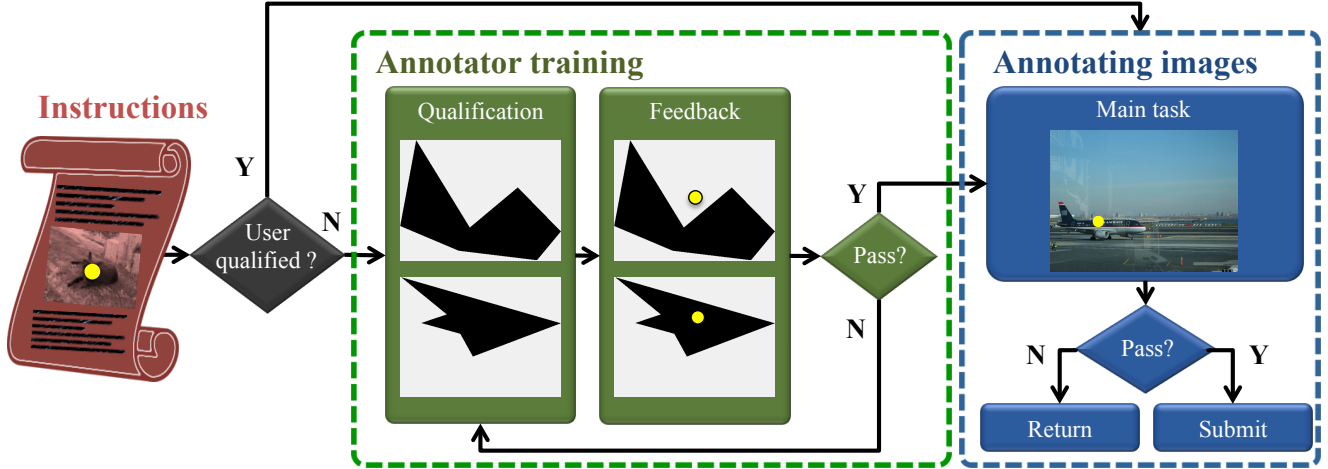 Instructions
User
qualified ?
Y
N
Annotator training
Qualification
Feedback
Pass?
Y
N
Annotating images
Main task
Pass?
N
Y
Return
Submit